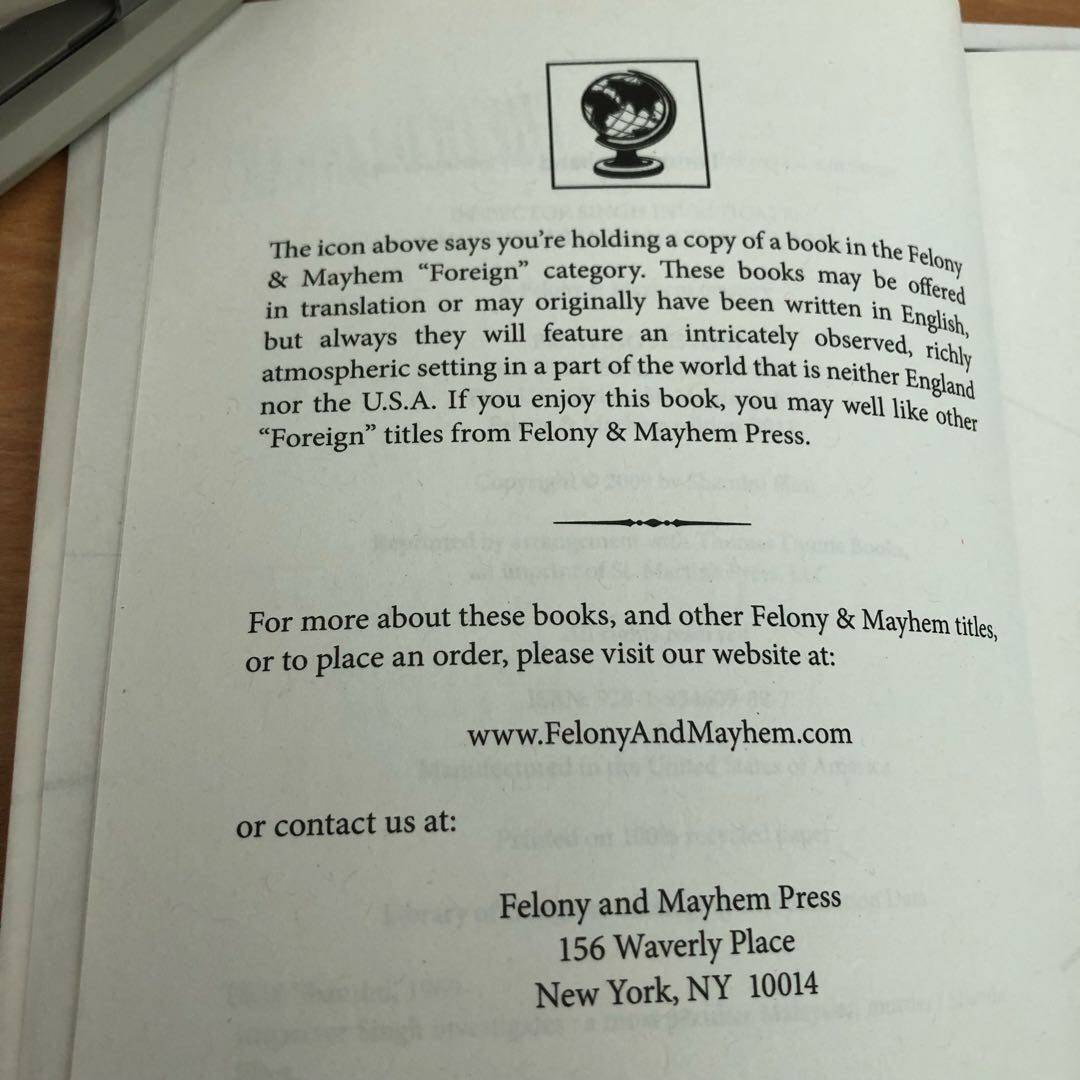 The icon above says you're holding a copy of a book in the Felony
& Mayhem “Foreign” category. These books may be offered
in translation or may originally have been written in English,
but always they will feature an intricately observed, richly
atmospheric setting in a part of the world that is neither England
nor the U.S.A. If you enjoy this book, you may well like other
“Foreign” titles from Felony & Mayhem Press.
For more about these books, and other Felony & Mayhem titles,
or to place an order, please visit our website at:
www.FelonyAndMayhem.com
or contact us at:
Felony and Mayhem Press
156 Waverly Place
New York, NY 10014